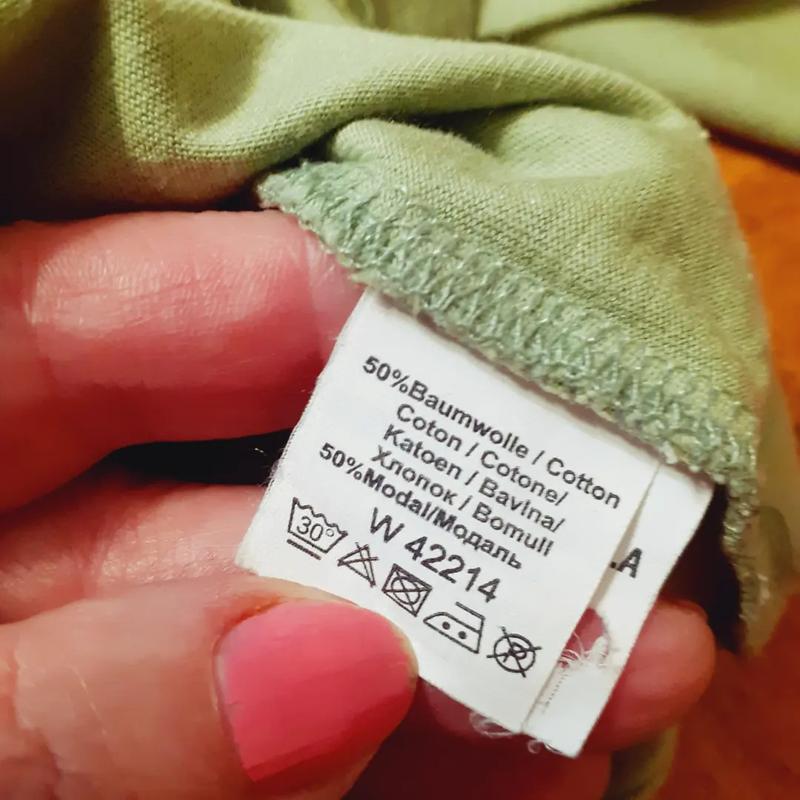 50%Baumwolle / Cotton
Coton / Cotone/
Katoen / Bavlna/
Хлопок / Bomull
50%Modal/Модаль
W 42214
30°
P
.A